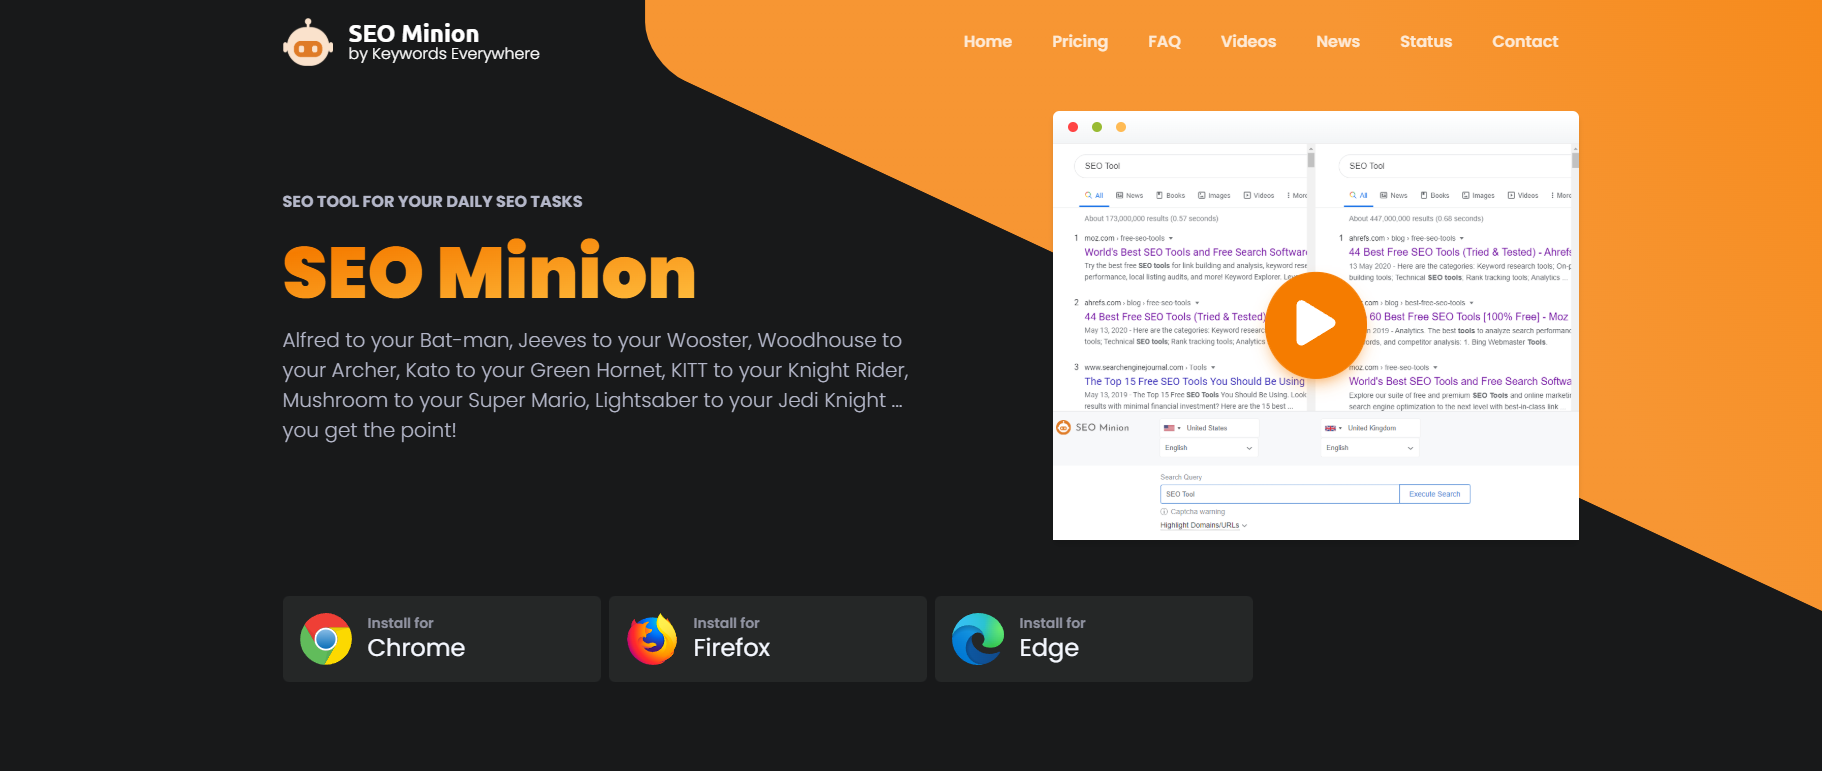 SEO Minion
by Keywords Everywhere
Home Pricing FAQ Videos News Status Contact
SEO TOOL FOR YOUR DAILY SEO TASKS
SEO Minion
Alfred to your Bat-man, Jeeves to your Wooster, Woodhouse to
your Archer, Kato to your Green Hornet, KITT to your Knight Rider,
Mushroom to your Super Mario, Lightsaber to your Jedi Knight ...
you get the point!
SEO Tool
All News Books Images Videos More
About 173,000,000 results (0.57 seconds)
1 moz.com › free-seo-tools
World's Best SEO Tools and Free Search Software
Try the best free SEO tools for link building and analysis, keyword
performance, local listing audits, and more! Keyword Explorer.
2 ahrefs.com › blog › free-seo-tools
44 Best Free SEO Tools (Tried & Tested)
May 13, 2020 - Here are the categories: Keyword
tools; Technical SEO tools; Rank tracking tools; Analytics
3 www.searchenginejournal.com › Tools
The Top 15 Free SEO Tools You Should Be Using
May 13, 2019 - The Top 15 Free SEO Tools You Should Be Using. Look
results with minimal financial investment? Here are the 15 best ...
SEO Tool
All News Books Images Videos More
About 447,000,000 results (0.68 seconds)
1 ahrefs.com › blog › free-seo-tools
44 Best Free SEO Tools (Tried & Tested) - Ahrefs
13 May 2020 - Here are the categories: Keyword research tools;
building tools; Technical SEO tools; Rank tracking tools; Analytics ...
.com › blog › best-free-seo-tools
60 Best Free SEO Tools [100% Free] - Moz
2019 - Analytics. The best tools to analyze search
and competitor analysis: 1. Bing Webmaster Tools.
moz.com › free-seo-tools
World's Best SEO Tools and Free Search
Explore our suite of free and premium SEO Tools and online
search engine optimization to the next level with best-in-class link ...
SEO Minion
United States
English
United Kingdom
English
Search Query
SEO Tool Execute Search
Captcha warning
Highlight Domains/URLs
Install for
Chrome
Install for
Firefox
Install for
Edge